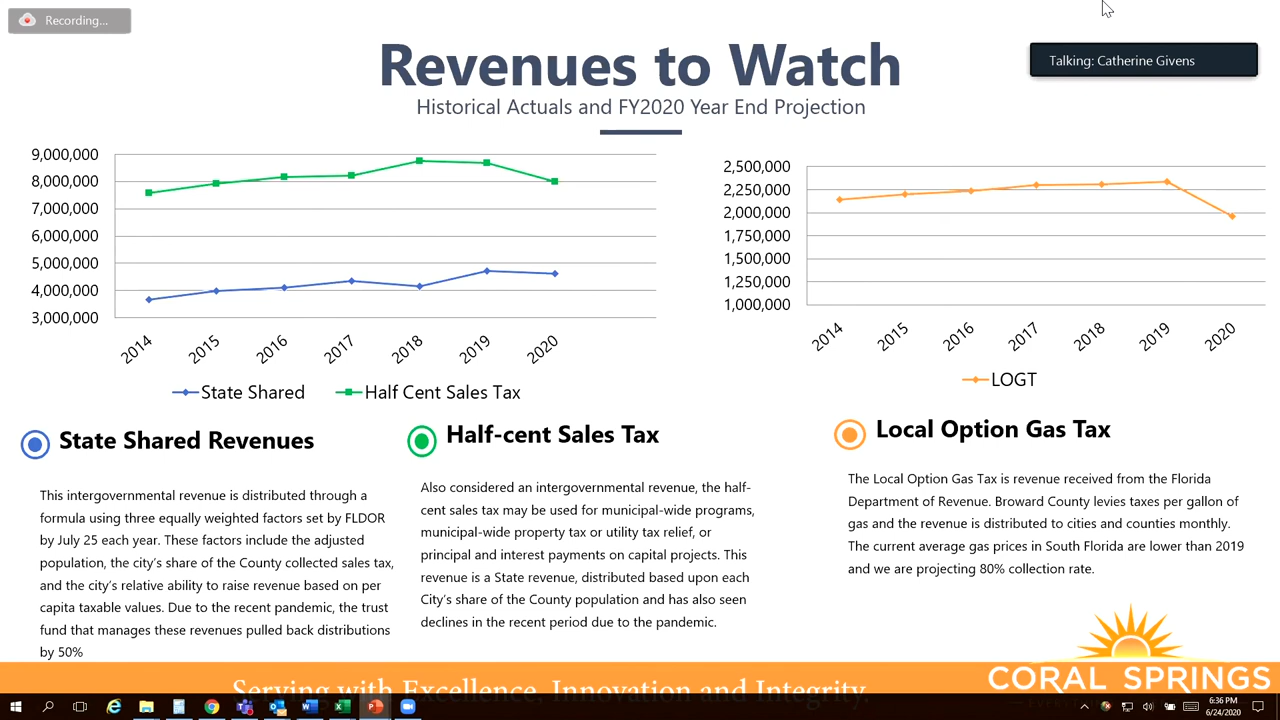 Recording...
Talking: Catherine Givens
Revenues to Watch
Historical Actuals and FY2020 Year End Projection
9,000,000
8,000,000
7,000,000
6,000,000
5,000,000
4,000,000
3,000,000
2014 2015 2016 2017 2018 2019 2020
State Shared Half Cent Sales Tax
2,500,000
2,250,000
2,000,000
1,750,000
1,500,000
1,250,000
1,000,000
2014 2015 2016 2017 2018 2019 2020
LOGT
State Shared Revenues
This intergovernmental revenue is distributed through a
formula using three equally weighted factors set by FLDOR
by July 25 each year. These factors include the adjusted
population, the city's share of the County collected sales tax,
and the city's relative ability to raise revenue based on per
capita taxable values. Due to the recent pandemic, the trust
fund that manages these revenues pulled back distributions
by 50%
Half-cent Sales Tax
Also considered an intergovernmental revenue, the half-
cent sales tax may be used for municipal-wide programs,
municipal-wide property tax or utility tax relief, or
principal and interest payments on capital projects. This
revenue is a State revenue, distributed based upon each
City's share of the County population and has also seen
declines in the recent period due to the pandemic.
Local Option Gas Tax
The Local Option Gas Tax is revenue received from the Florida
Department of Revenue. Broward County levies taxes per gallon of
gas and the revenue is distributed to cities and counties monthly.
The current average gas prices in South Florida are lower than 2019
and we are projecting 80% collection rate.
Serving with Excellence, Innovation and Integrity.
CORAL SPRINGS
6:36 PM
6/24/2020